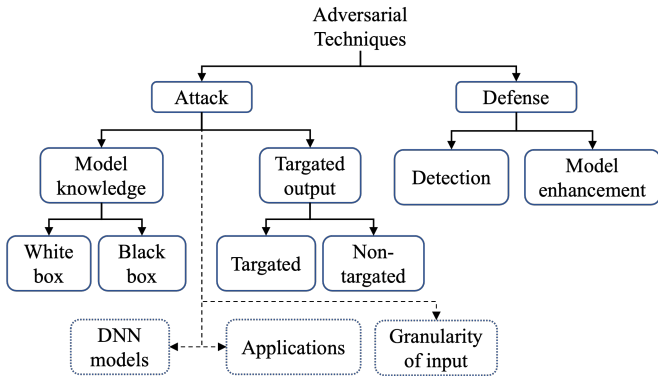 Adversarial
Techniques
Attack
Defense
Model
knowledge
Targated
output
Detection
Model
enhancement
White
box
Black
box
Targated
Non-
targated
DNN
models
Applications
Granularity
of input